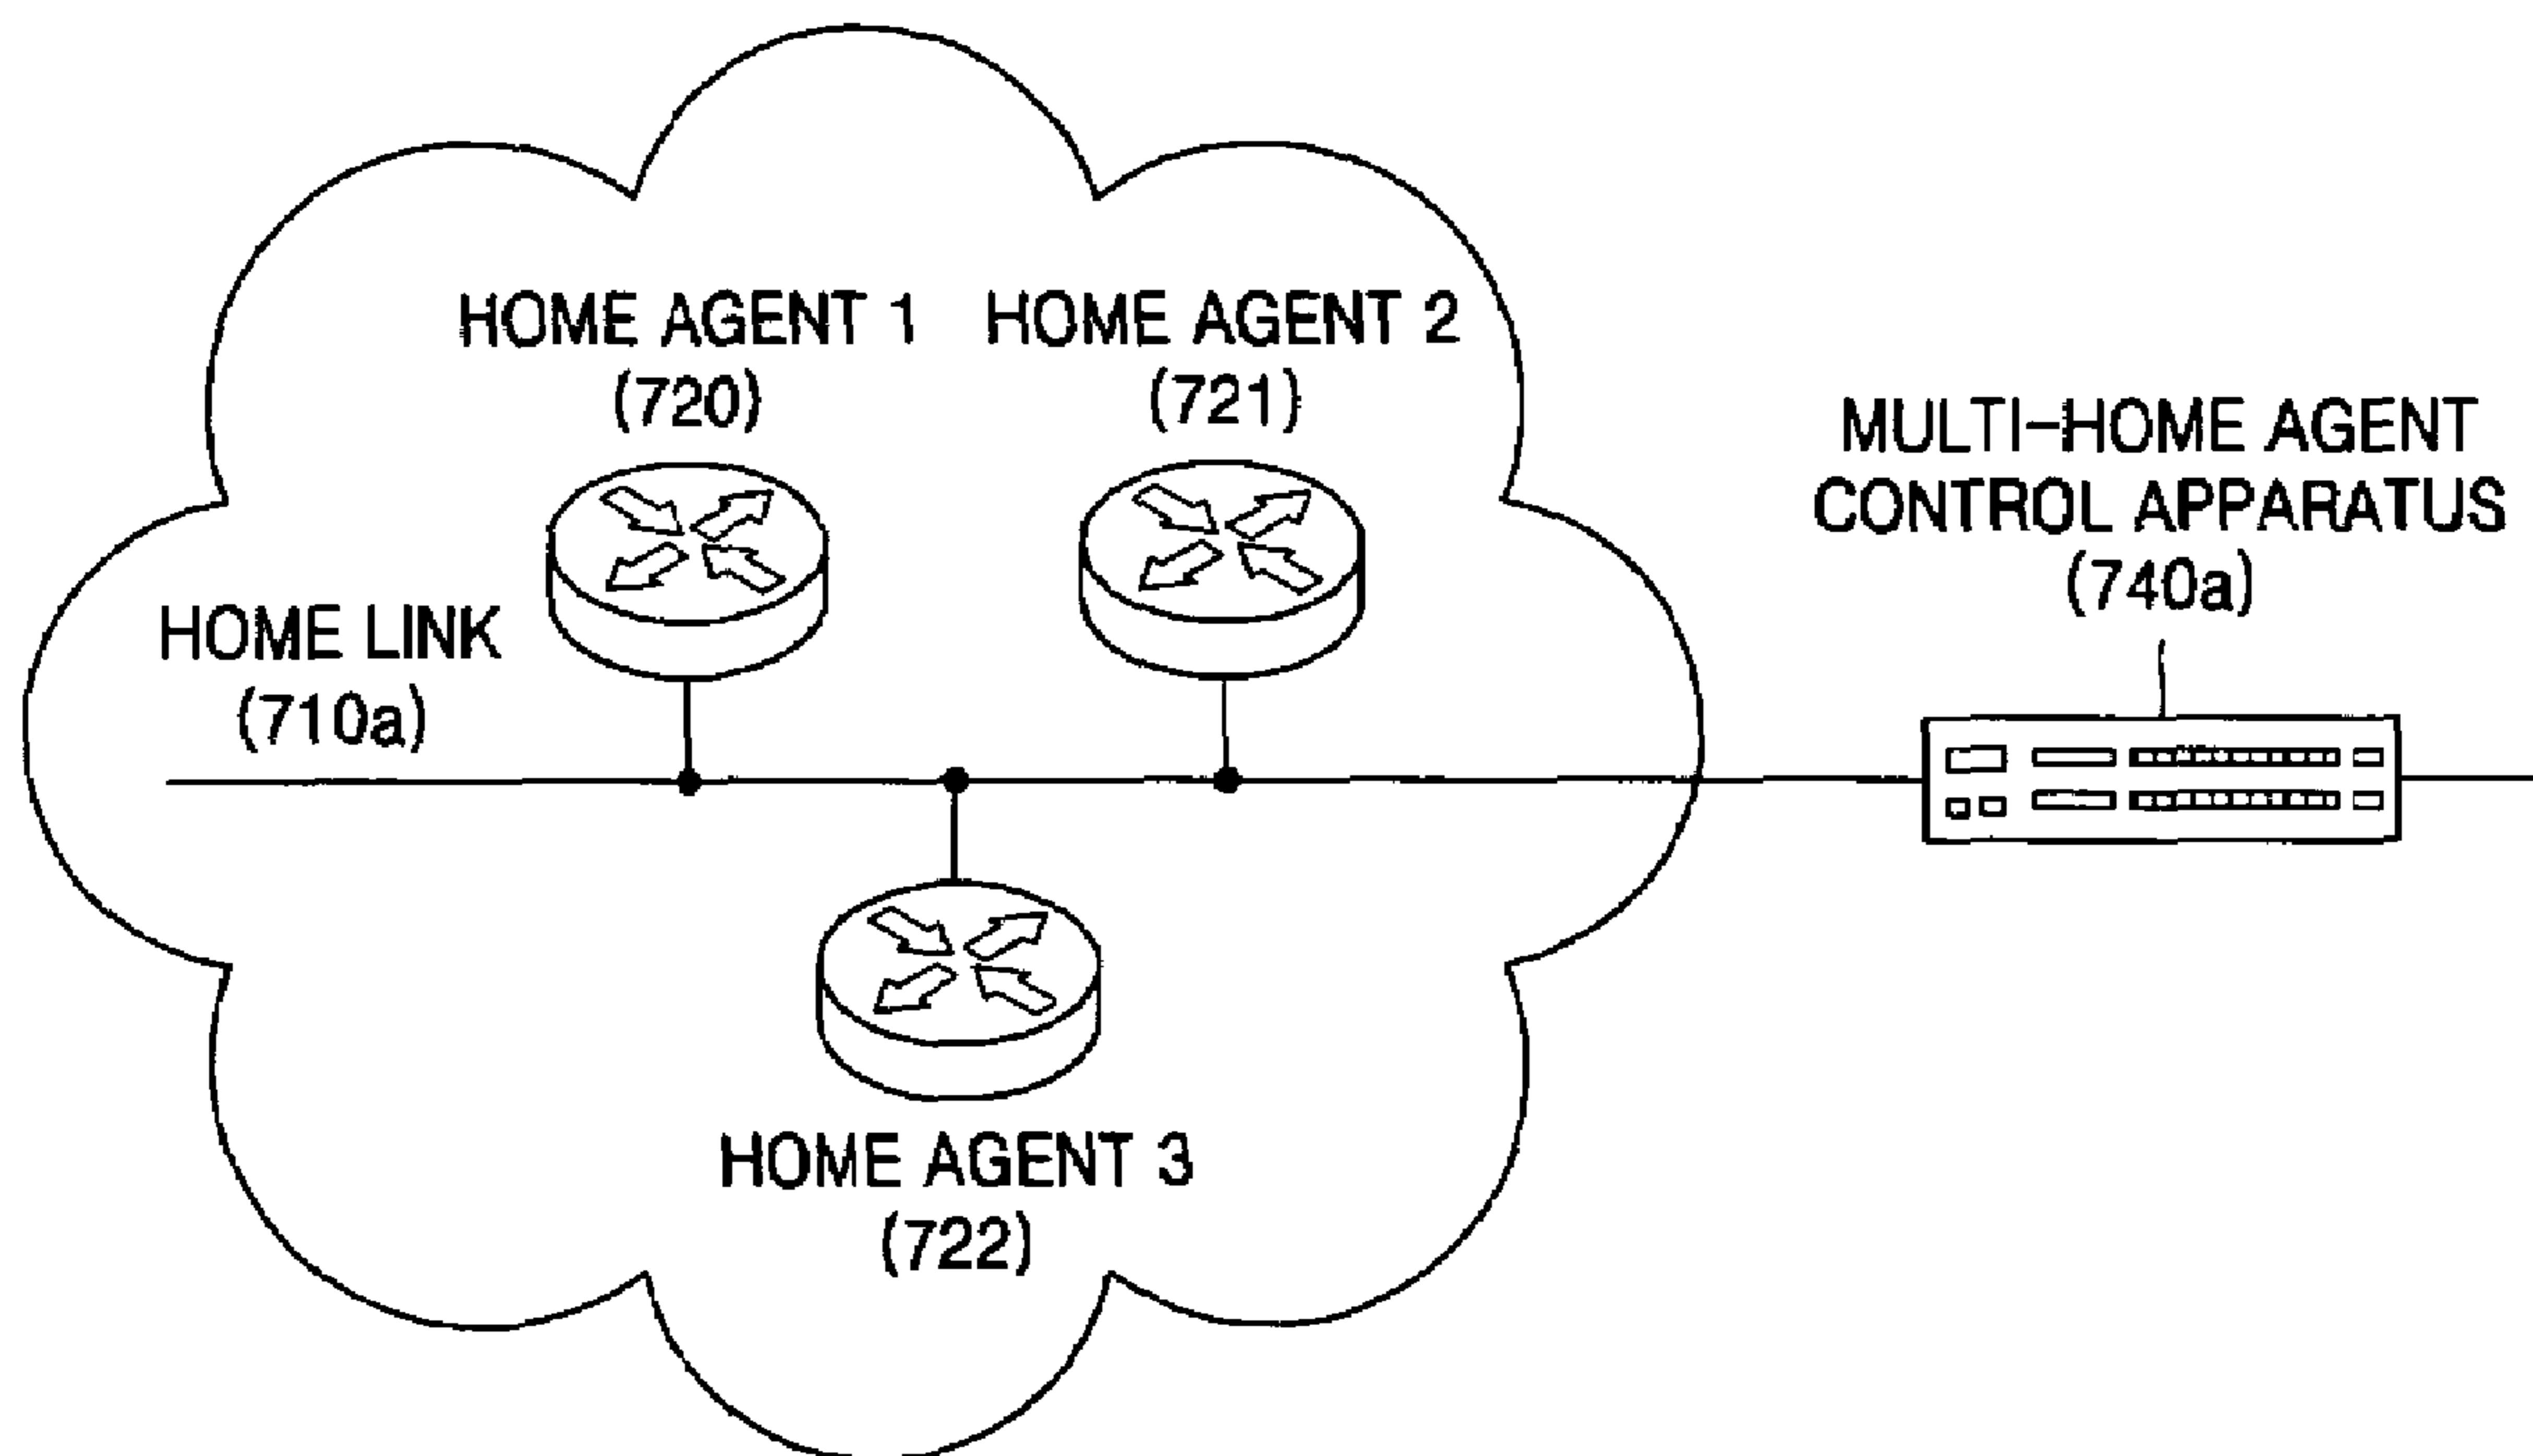 HOME AGENT 1
(720)
HOME AGENT 2
(721)
MULTI-HOME AGENT
CONTROL APPARATUS
(740a)
HOME LINK
(710a)
HOME AGENT 3
(722)